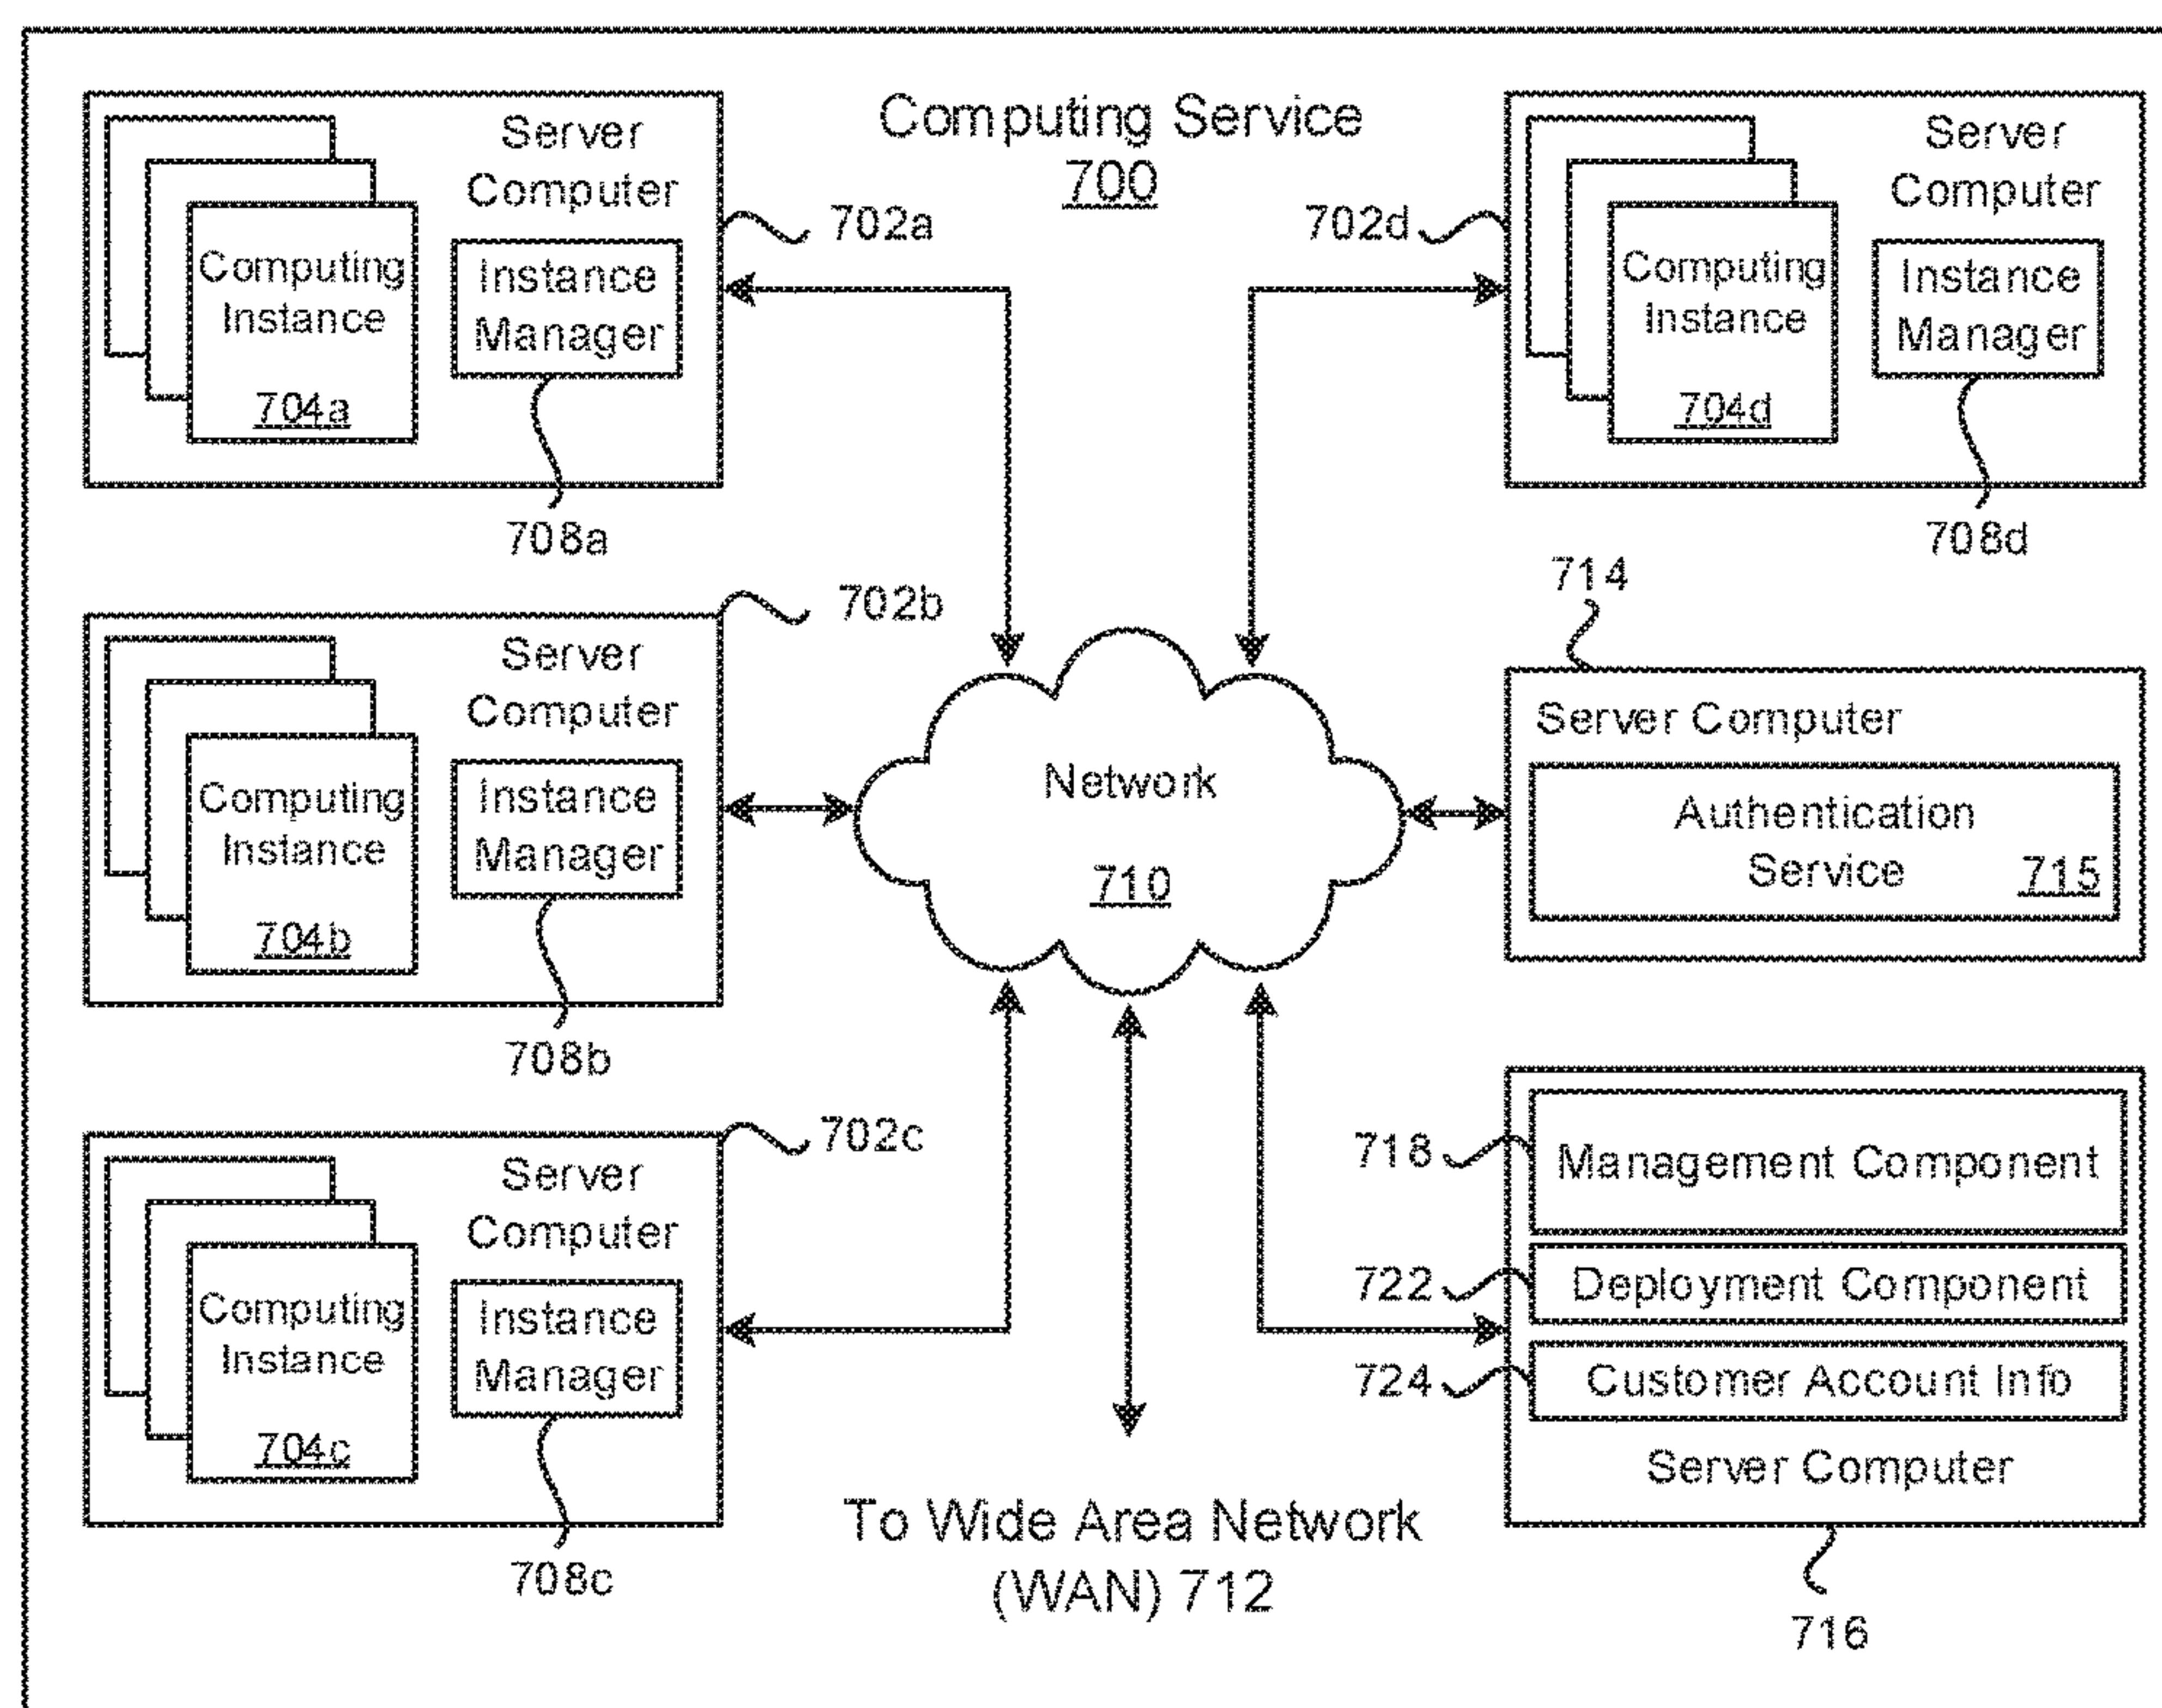 Computing Service
700
Server
Computer
Computing
Instance
704a
Instance
Manager
702a
708a
702d
Server
Computer
Computing
Instance
704d
Instance
Manager
708d
702b
Server
Computer
Computing
Instance
704b
Instance
Manager
708b
Network
710
714
Server Computer
Authentication
Service
715
702c
Server
Computer
Computing
Instance
704c
Instance
Manager
708c
To Wide Area Network
(WAN) 712
718
Management Component
722
Deployment Component
724
Customer Account Info
Server Computer
716